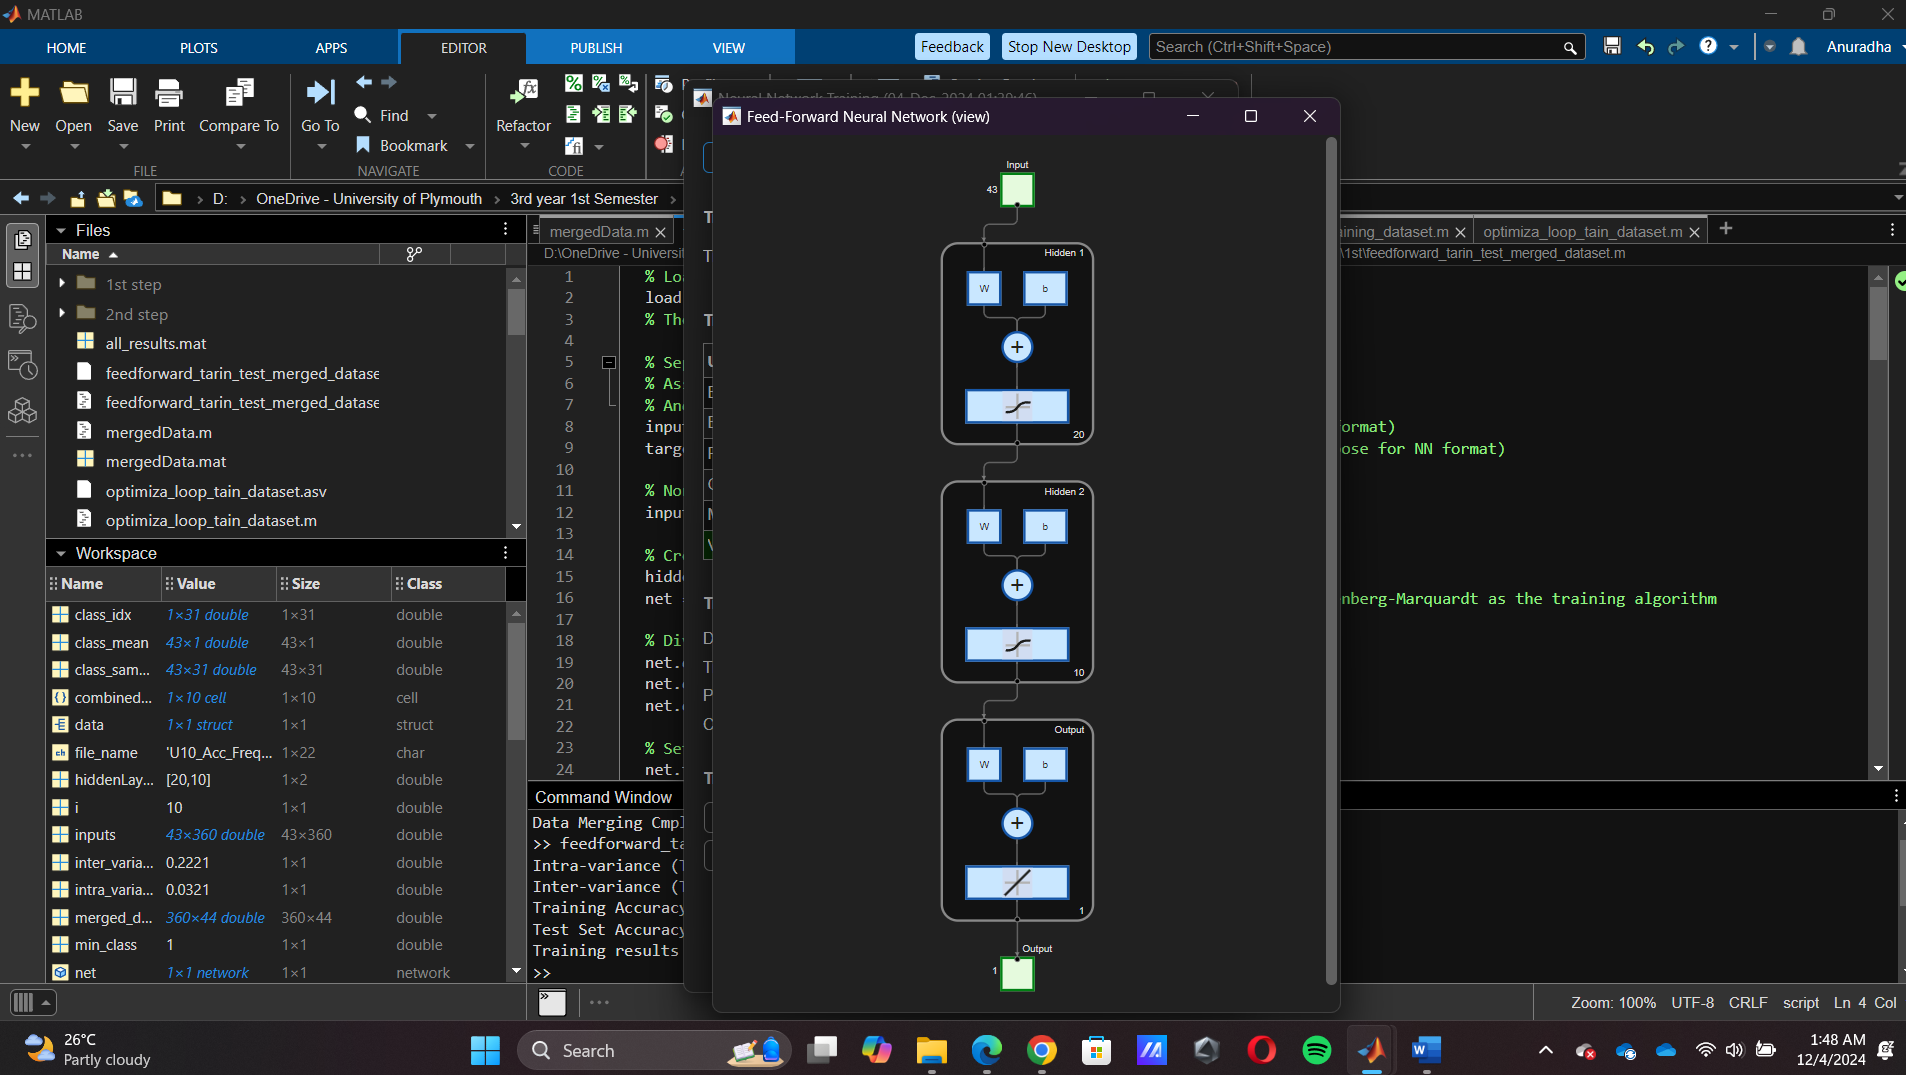 MATLAB
HOME PLOTS APPS EDITOR PUBLISH VIEW Feedback Stop New Desktop Search (Ctrl+Shift+Space) Anuradha
New Open Save Print Compare To Go To Find Bookmark Refactor
FILE NAVIGATE CODE
D: OneDrive - University of Plymouth 3rd year 1st Semester
Neural Network Training (04-Dec-2024 01:39:46)
Feed-Forward Neural Network (view)
Input
43
Hidden 1
W b
+
20
Hidden 2
W b
+
10
Output
W b
+
1
Output
1
Files
Name
1st step
2nd step
all_results.mat
feedforward_tarin_test_merged_datase
feedforward_tarin_test_merged_datase
mergedData.m
mergedData.mat
optimiza_loop_tain_dataset.asv
optimiza_loop_tain_dataset.m
Workspace
Name Value Size Class
class_idx 1×31 double 1×31 double
class_mean 43×1 double 43×1 double
class_sam... 43×31 double 43×31 double
combined... 1×10 cell 1×10 cell
data 1×1 struct 1×1 struct
file_name 'U10_Acc_Freq... 1×22 char
hiddenLay... [20,10] 1×2 double
i 10 1×1 double
inputs 43×360 double 43×360 double
inter_varia... 0.2221 1×1 double
intra_varia... 0.0321 1×1 double
merged_d... 360×44 double 360×44 double
min_class 1 1×1 double
net 1×1 network 1×1 network
mergedData.m
ining_dataset.m optimiza_loop_tain_dataset.m
D:\OneDrive - Universit
\1st\feedforward_tarin_test_merged_dataset.m
1 % Loa
2 load
3 % The
4
5 % Sep
6 % Ass
7 % And
8 inpu ormat)
9 targ ose for NN format)
10
11 % No
12 inpu
13
14 % Cr
15 hidd
16 net nberg-Marquardt as the training algorithm
17
18 % Di
19 net.
20 net.
21 net.
22
23 % Se
24 net.
Command Window
Data Merging Cmpl
>> feedforward_ta
Intra-variance (T
Inter-variance (T
Training Accuracy
Test Set Accuracy
Training results
>>
Zoom: 100% UTF-8 CRLF script Ln 4 Col
26°C
Partly cloudy
Search
1:48 AM
12/4/2024